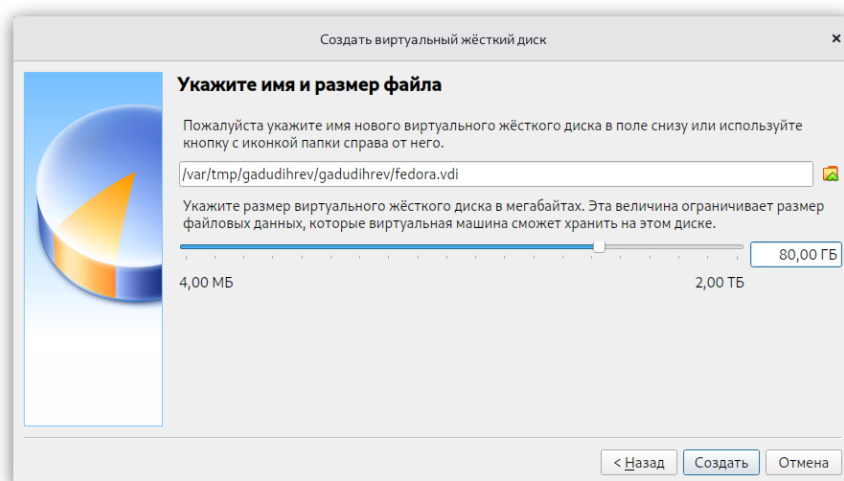 Создать виртуальный жёсткий диск
Укажите имя и размер файла
Пожалуйста укажите имя нового виртуального жёсткого диска в поле снизу или используйте
кнопку с иконкой папки справа от него.
/var/tmp/gadudihrev/gadudihrev/fedora.vdi
Укажите размер виртуального жёсткого диска в мегабайтах. Эта величина ограничивает размер
файловых данных, которые виртуальная машина сможет хранить на этом диске.
80,00 ГБ
4,00 МБ 2,00 ТБ
< Назад Создать Отмена